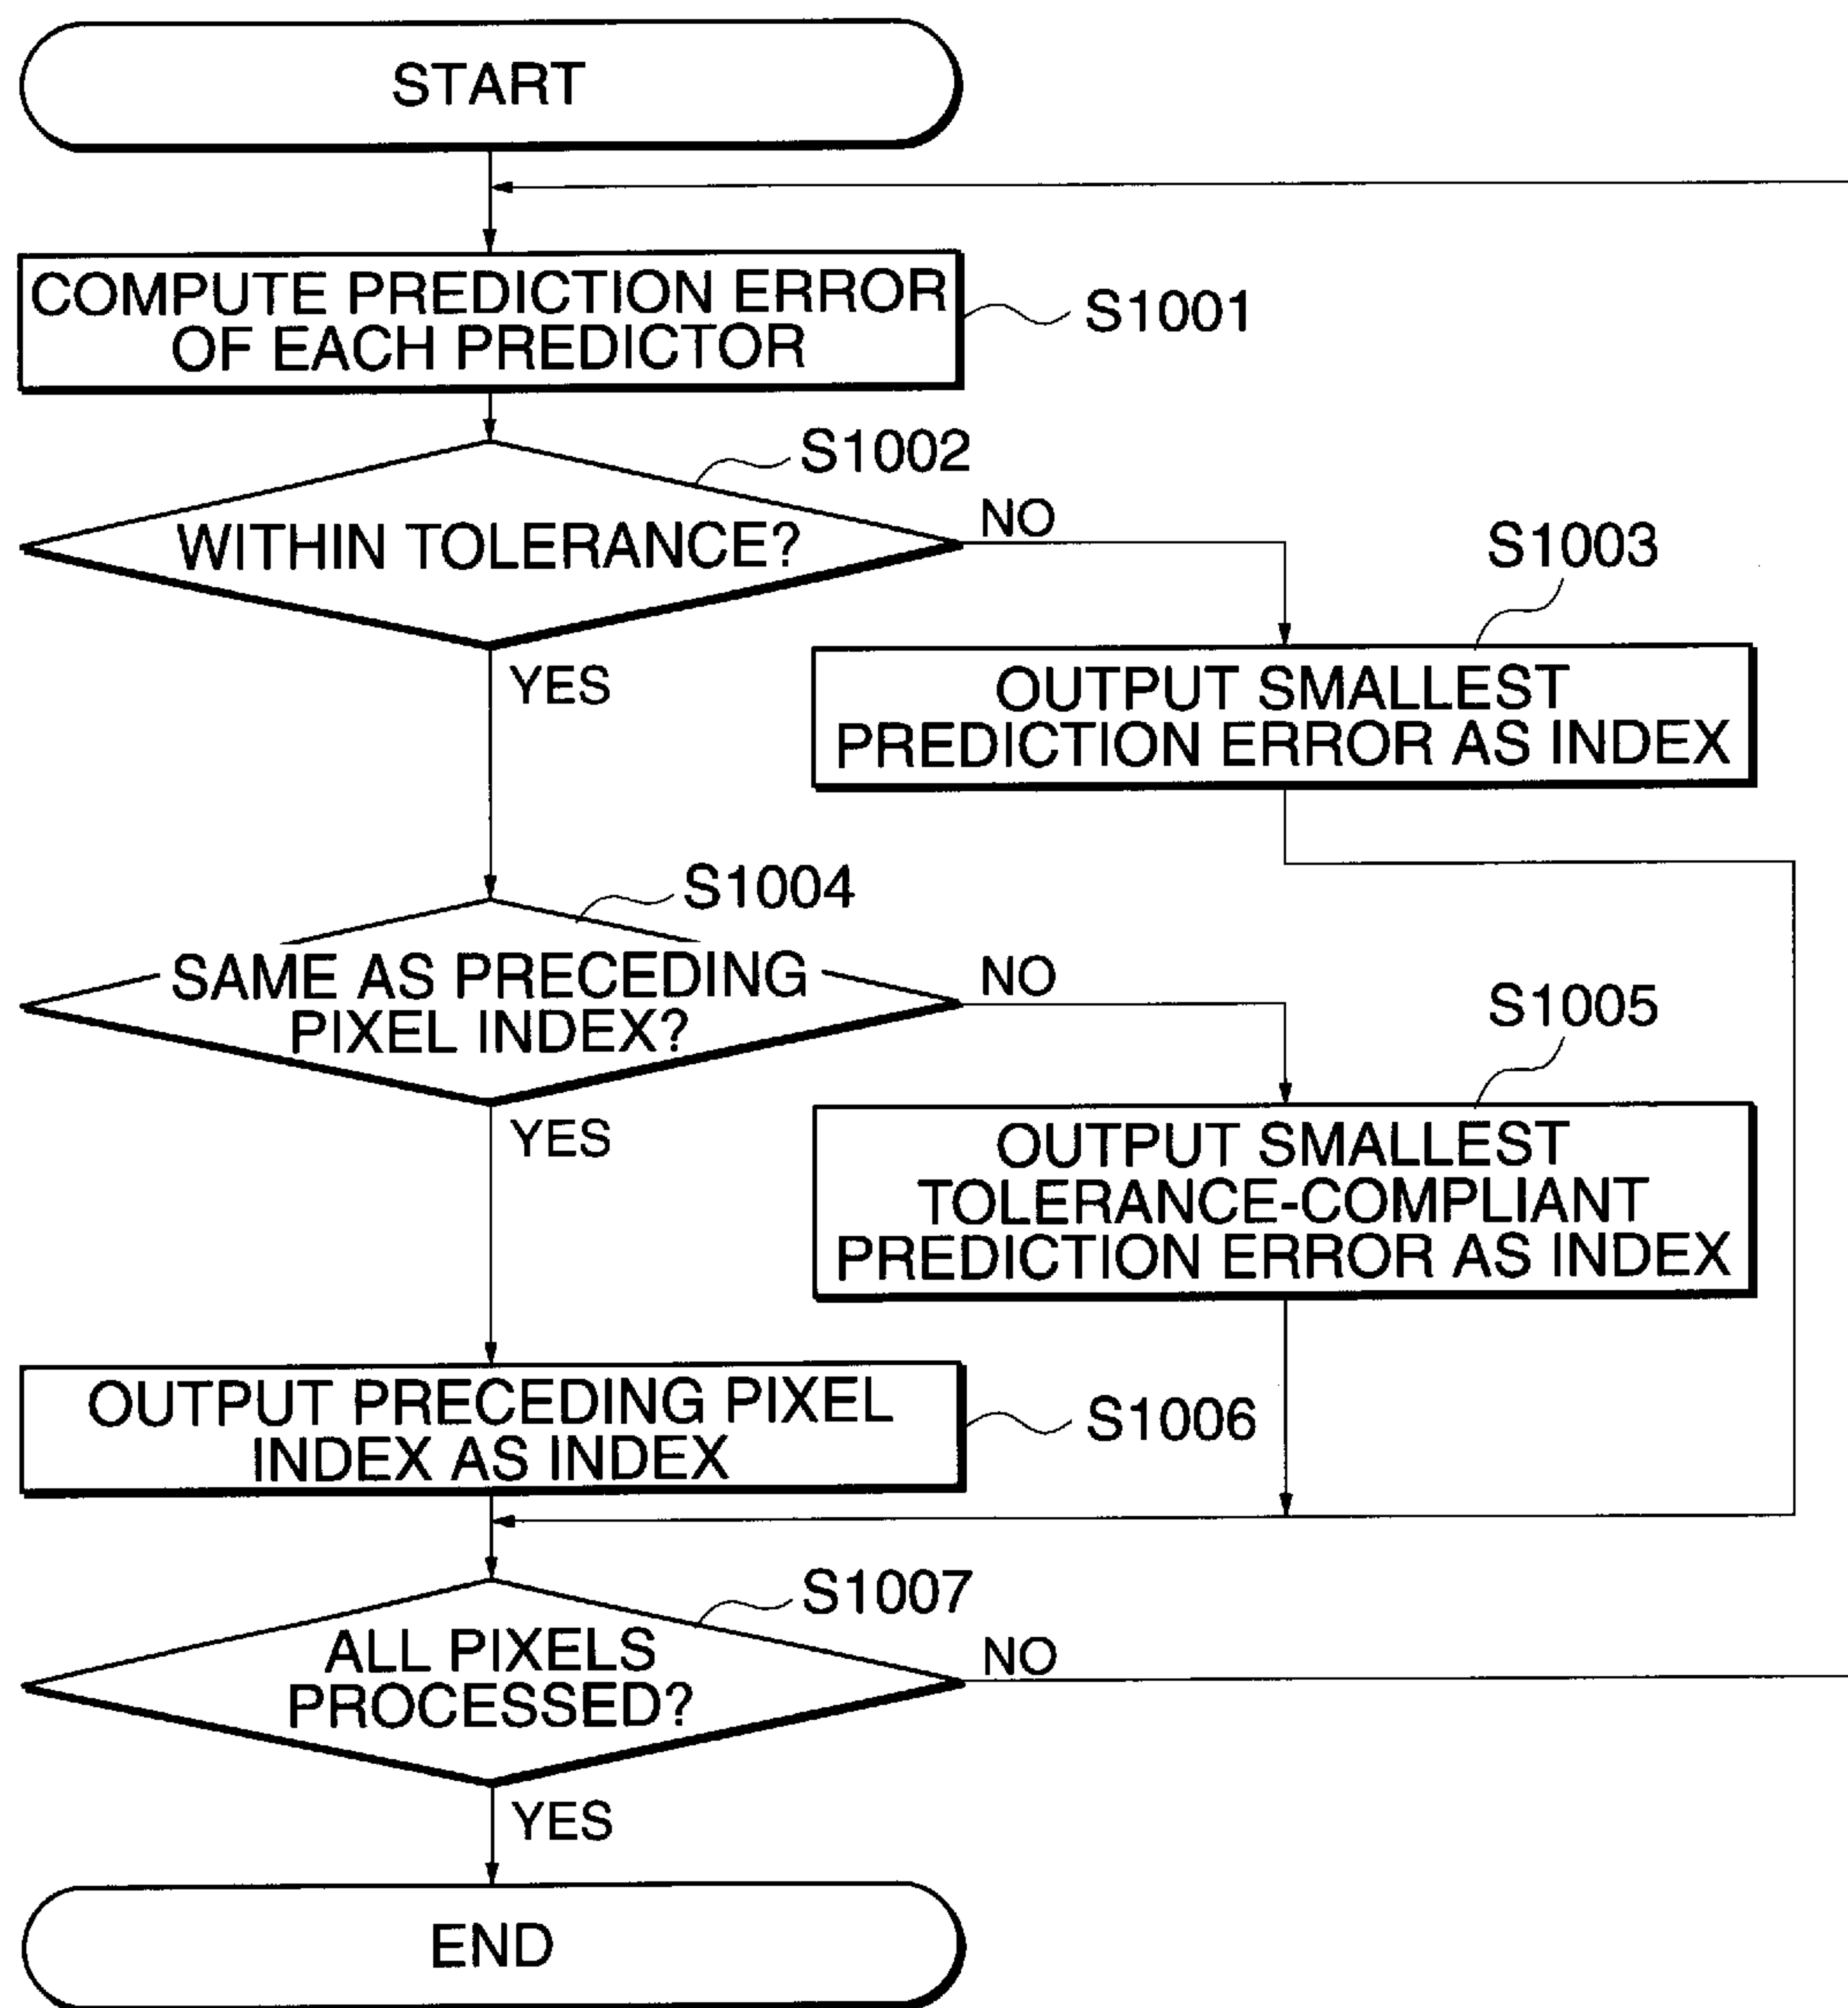 START
COMPUTE PREDICTION ERROR
OF EACH PREDICTOR
S1001
S1002
WITHIN TOLERANCE?
NO
YES
S1003
OUTPUT SMALLEST
PREDICTION ERROR AS INDEX
S1004
SAME AS PRECEDING
PIXEL INDEX?
NO
YES
S1005
OUTPUT SMALLEST
TOLERANCE-COMPLIANT
PREDICTION ERROR AS INDEX
OUTPUT PRECEDING PIXEL
INDEX AS INDEX
S1006
S1007
ALL PIXELS
PROCESSED?
NO
YES
END